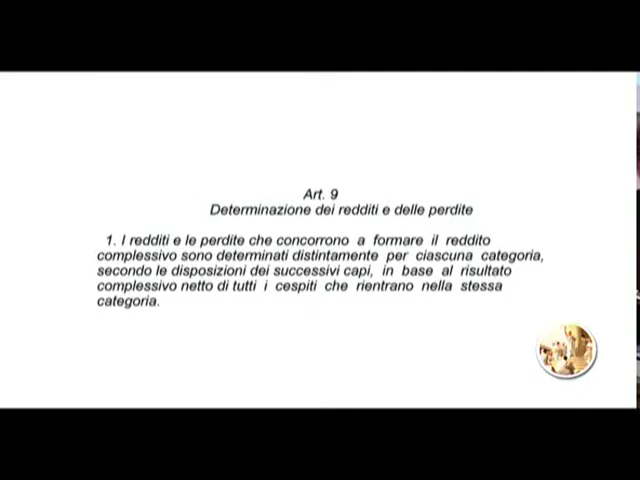 Art. 9
Determinazione dei redditi e delle perdite
1. I redditi e le perdite che concorrono a formare il reddito
complessivo sono determinati distintamente per ciascuna categoria,
secondo le disposizioni dei successivi capi, in base al risultato
complessivo netto di tutti i cespiti che rientrano nella stessa
categoria.